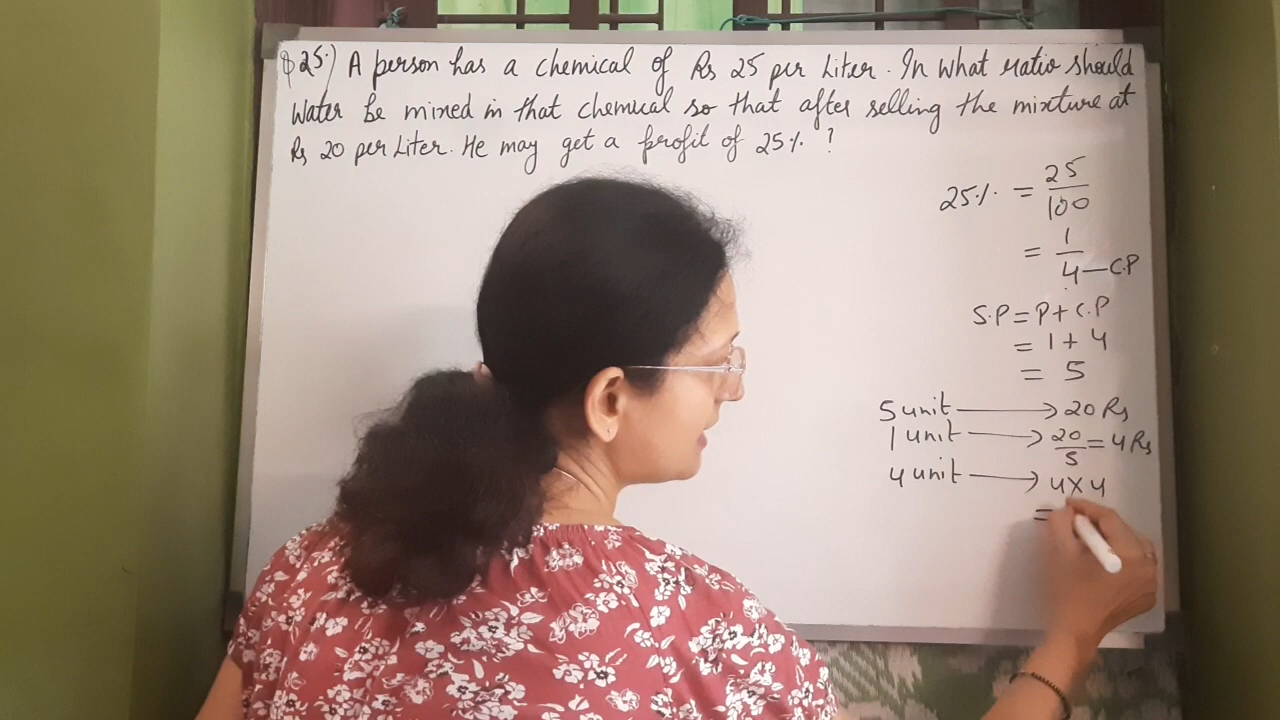 Q 25.) A person has a chemical of Rs 25 per Liter. In what ratio should
Water be mixed in that chemical so that after selling the mixture at
Rs 20 per Liter. He may get a profit of 25% ?
25% = 25/100
= 1/4 — C.P
S.P = P + C.P
= 1 + 4
= 5
5 unit → 20 Rs
1 unit → 20/5 = 4 Rs
4 unit → 4 X 4
=